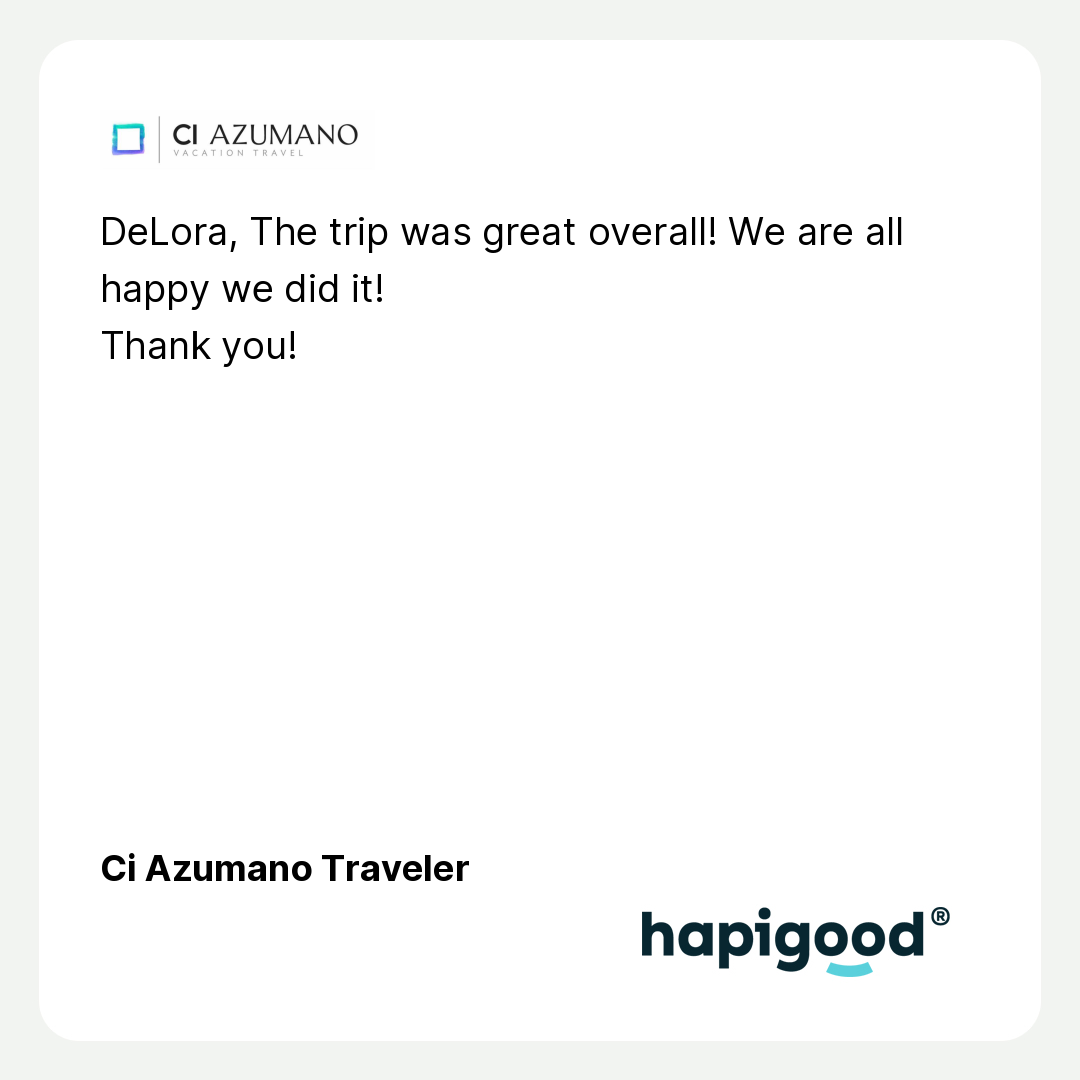 CI AZUMANO
VACATION TRAVEL
DeLora, The trip was great overall! We are all
happy we did it!
Thank you!
Ci Azumano Traveler
hapigood®